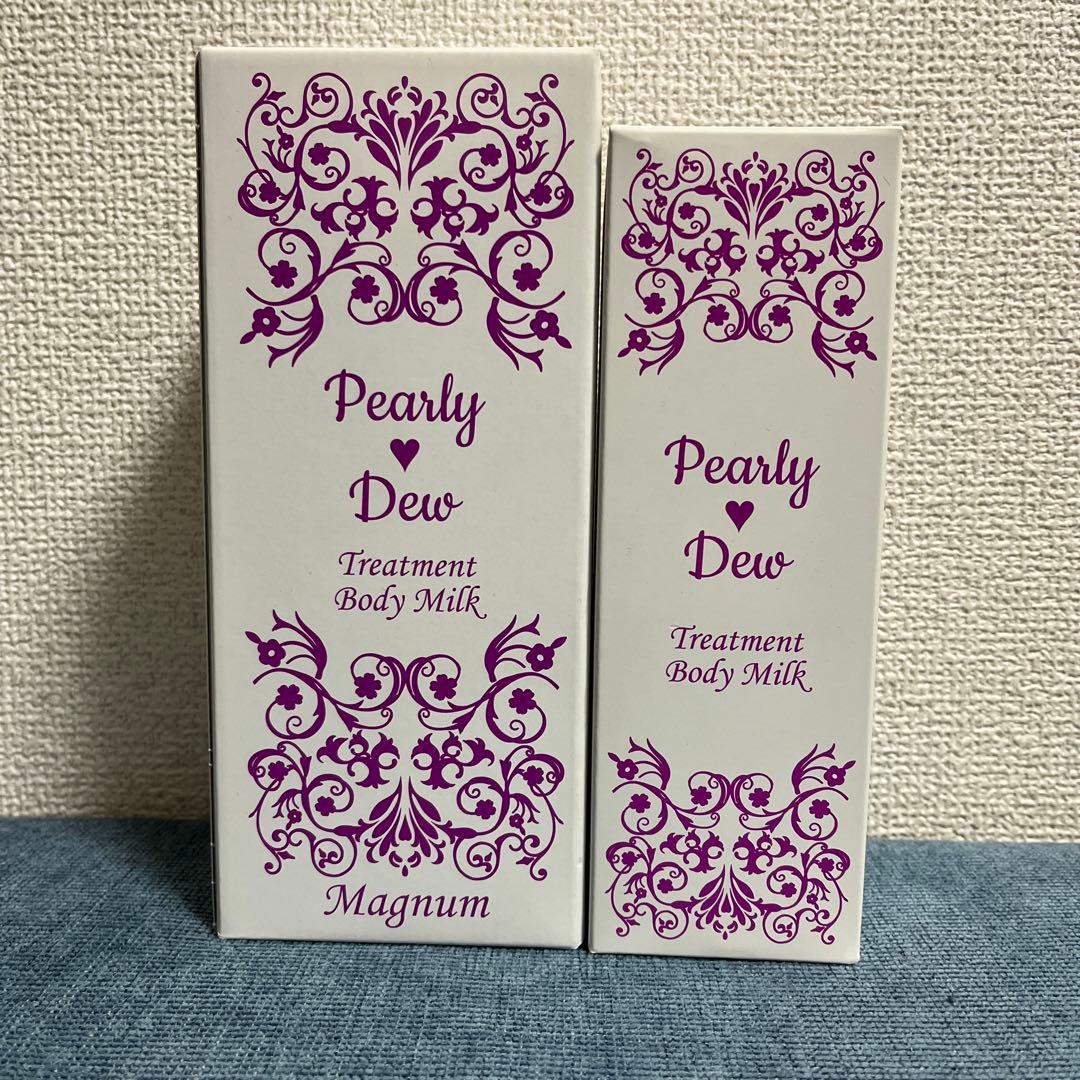 Pearly
♥
Dew
Treatment
Body Milk
Magnum
Pearly
♥
Dew
Treatment
Body Milk